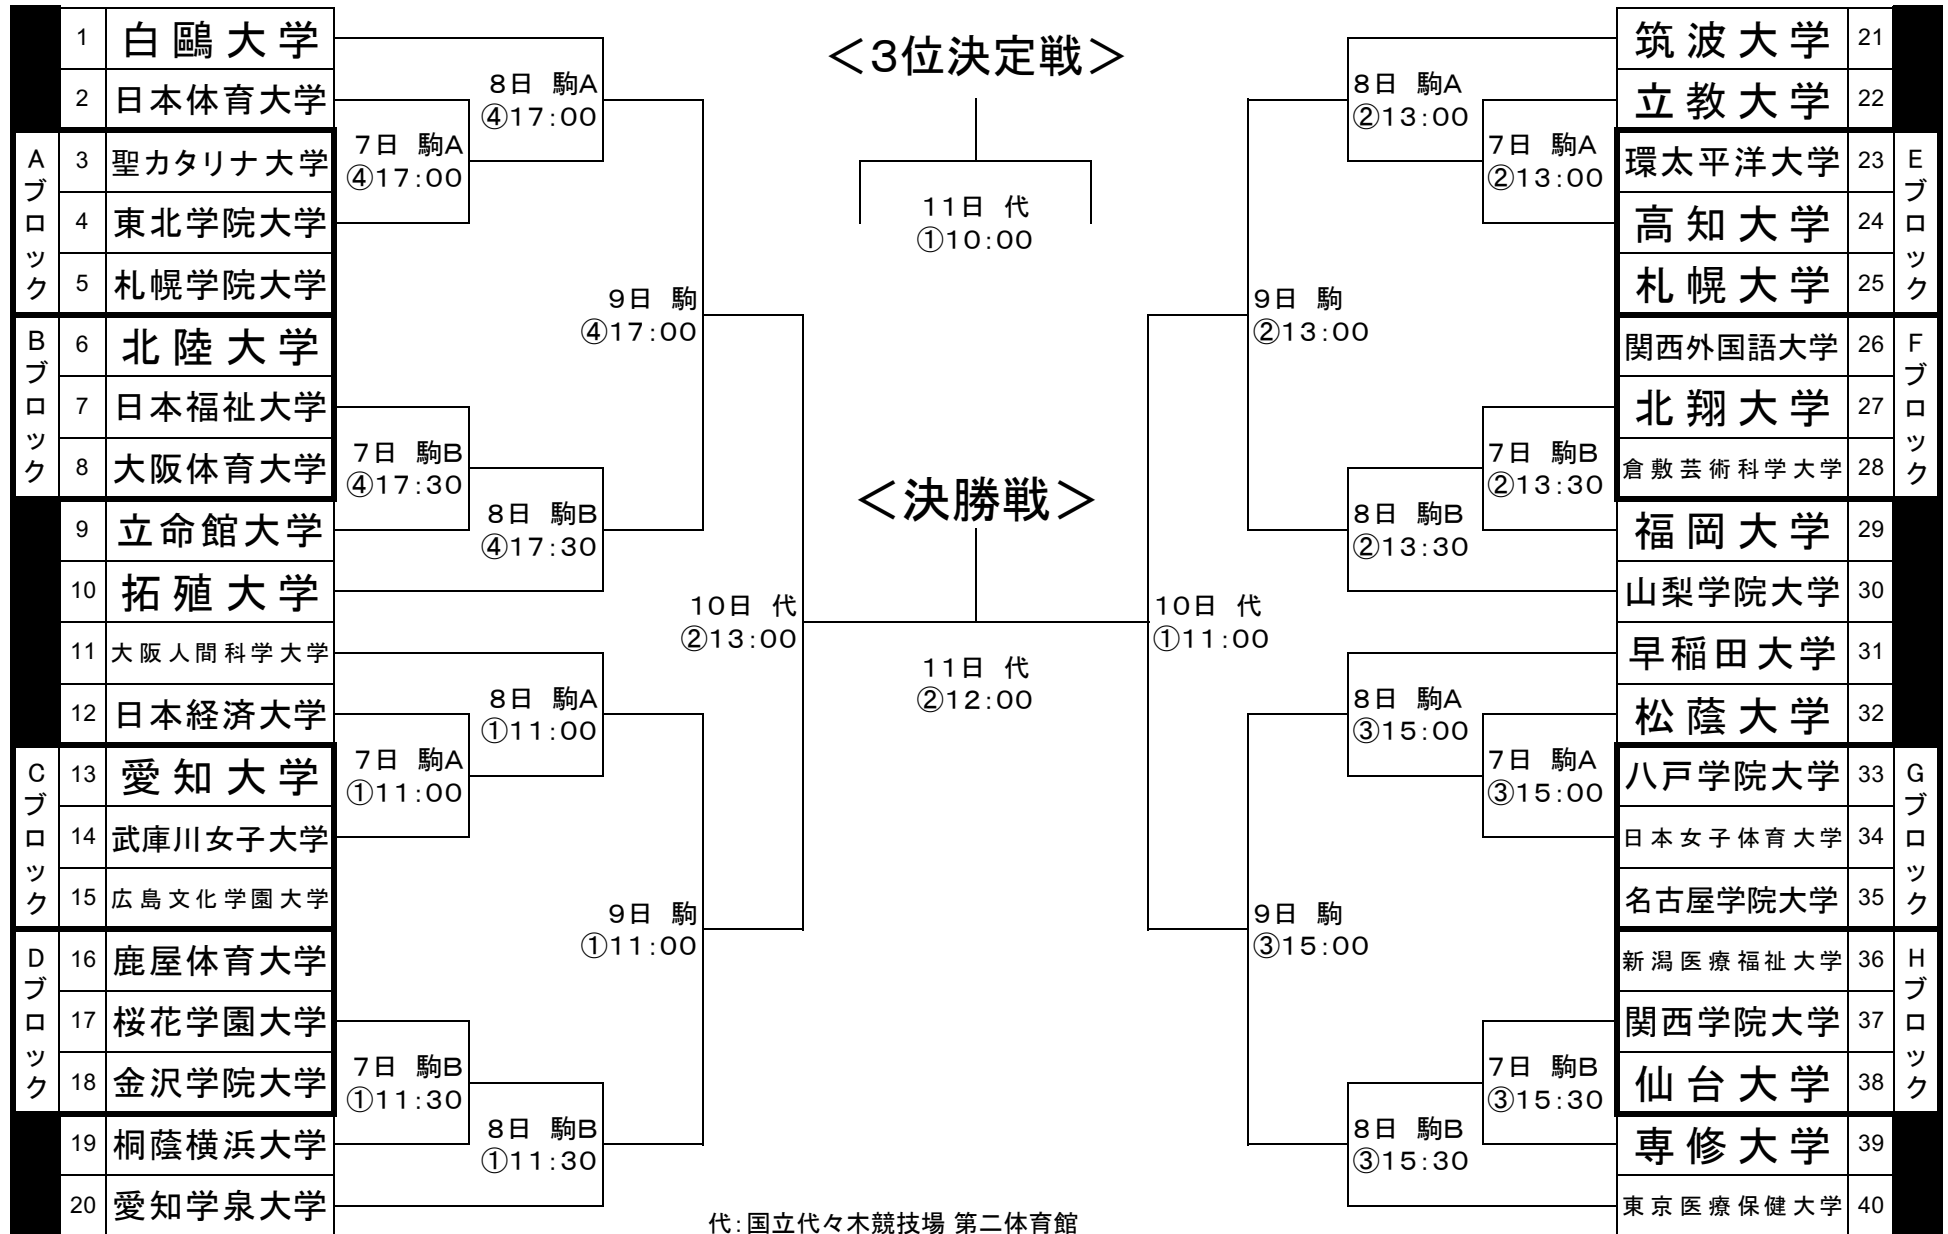 1 白鷗大学
2 日本体育大学
Aブロック
3 聖カタリナ大学
4 東北学院大学
5 札幌学院大学
Bブロック
6 北陸大学
7 日本福祉大学
8 大阪体育大学
9 立命館大学
10 拓殖大学
11 大阪人間科学大学
12 日本経済大学
Cブロック
13 愛知大学
14 武庫川女子大学
15 広島文化学園大学
Dブロック
16 鹿屋体育大学
17 桜花学園大学
18 金沢学院大学
19 桐蔭横浜大学
20 愛知学泉大学
7日 駒A
④17:00
7日 駒B
④17:30
7日 駒A
①11:00
7日 駒B
①11:30
8日 駒A
④17:00
8日 駒B
④17:30
8日 駒A
①11:00
8日 駒B
①11:30
9日 駒
④17:00
9日 駒
①11:00
10日 代
②13:00
<3位決定戦>
11日 代
①10:00
<決勝戦>
11日 代
②12:00
代:国立代々木競技場 第二体育館
10日 代
①11:00
9日 駒
②13:00
9日 駒
③15:00
8日 駒A
②13:00
8日 駒B
②13:30
8日 駒A
③15:00
8日 駒B
③15:30
7日 駒A
②13:00
7日 駒B
②13:30
7日 駒A
③15:00
7日 駒B
③15:30
筑波大学 21
立教大学 22
環太平洋大学 23
高知大学 24
札幌大学 25
Eブロック
関西外国語大学 26
北翔大学 27
倉敷芸術科学大学 28
Fブロック
福岡大学 29
山梨学院大学 30
早稲田大学 31
松蔭大学 32
八戸学院大学 33
日本女子体育大学 34
名古屋学院大学 35
Gブロック
新潟医療福祉大学 36
関西学院大学 37
仙台大学 38
Hブロック
専修大学 39
東京医療保健大学 40